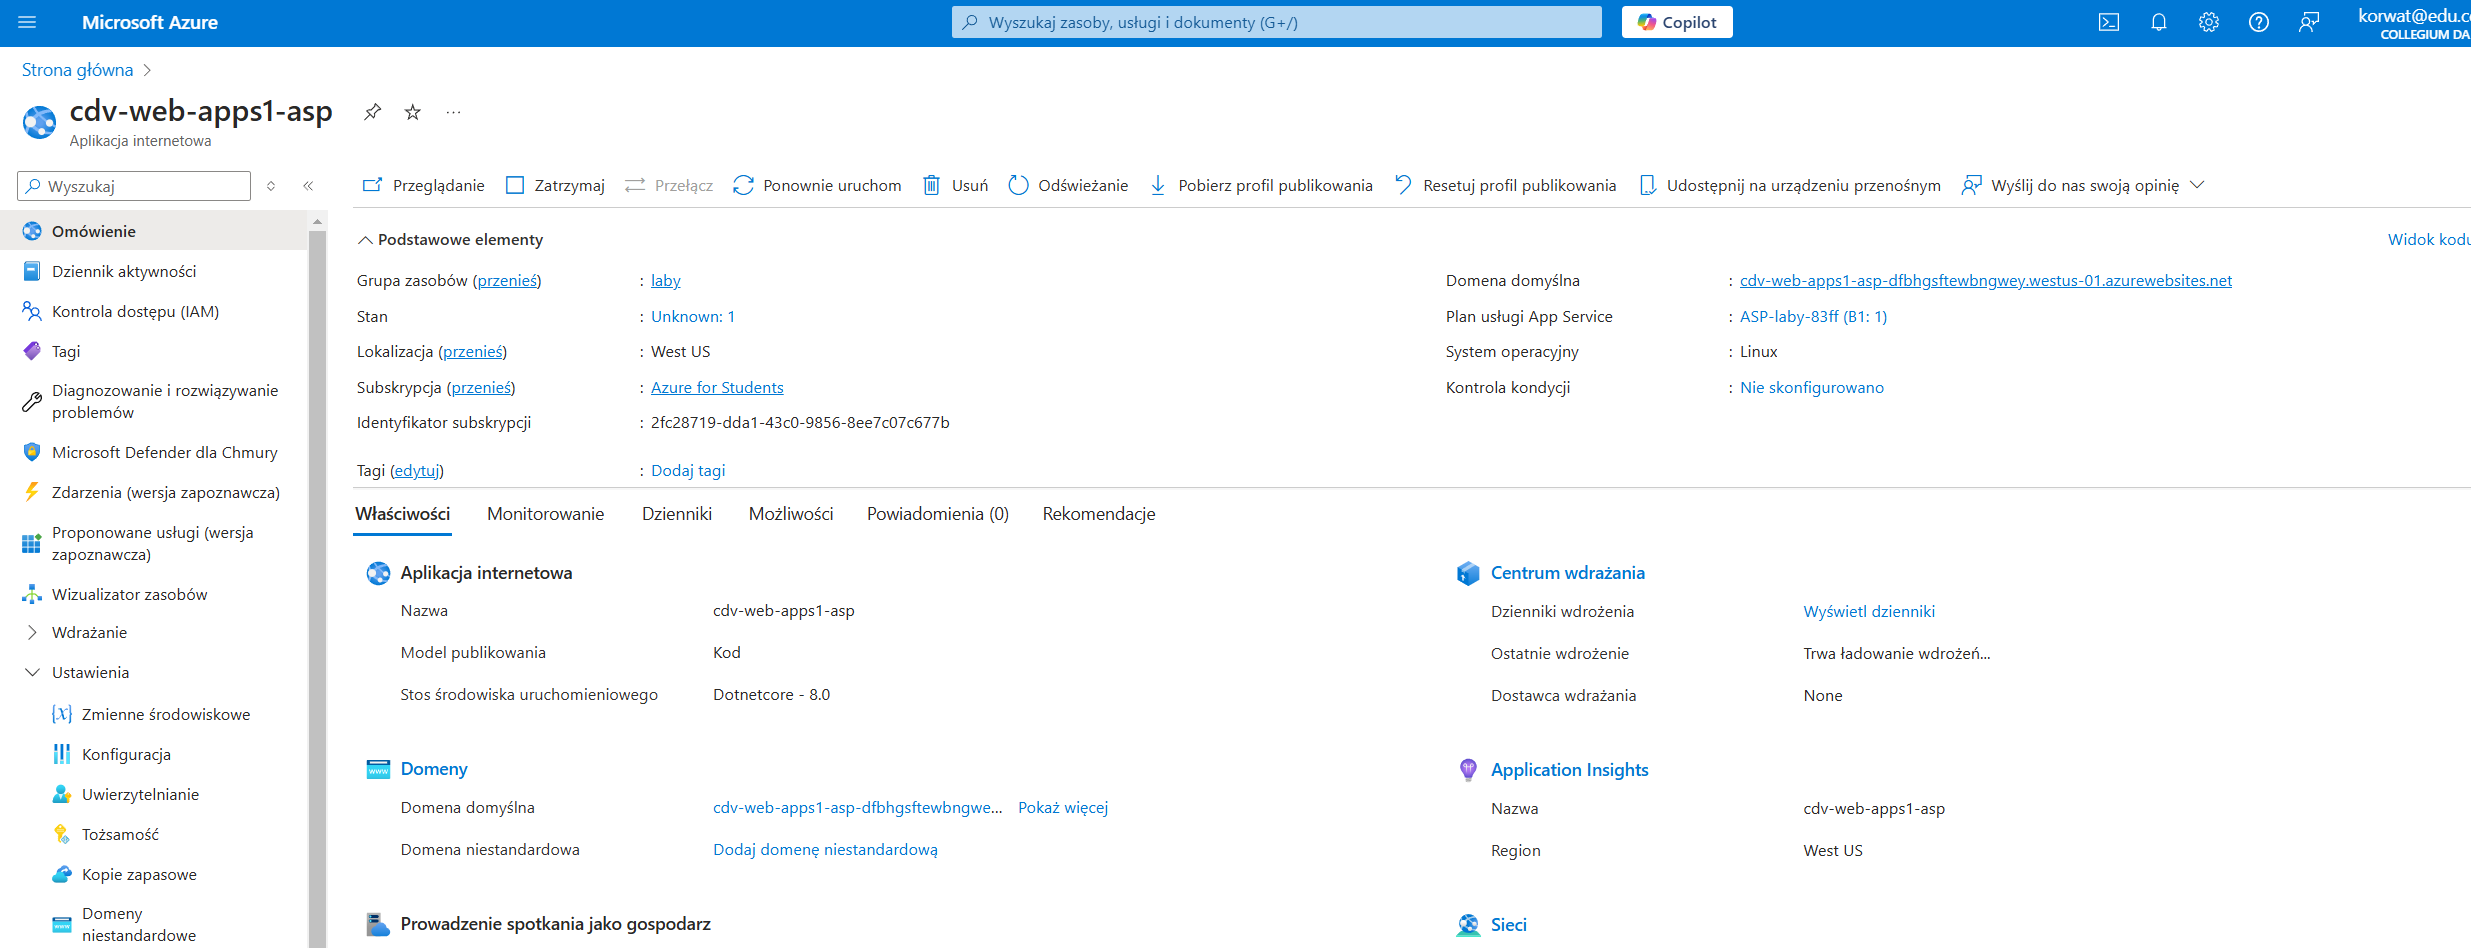 Microsoft Azure
Wyszukaj zasoby, usługi i dokumenty (G+/)
Copilot
korwat@edu.c
COLLEGIUM DA
Strona główna
cdv-web-apps1-asp
Aplikacja internetowa
Wyszukaj
Przeglądanie Zatrzymaj Przełącz Ponownie uruchom Usuń Odświeżanie Pobierz profil publikowania Resetuj profil publikowania Udostępnij na urządzeniu przenośnym Wyślij do nas swoją opinię
Omówienie
Dziennik aktywności
Kontrola dostępu (IAM)
Tagi
Diagnozowanie i rozwiązywanie
problemów
Microsoft Defender dla Chmury
Zdarzenia (wersja zapoznawcza)
Proponowane usługi (wersja
zapoznawcza)
Wizualizator zasobów
Wdrażanie
Ustawienia
Zmienne środowiskowe
Konfiguracja
Uwierzytelnianie
Tożsamość
Kopie zapasowe
Domeny
niestandardowe
Podstawowe elementy
Widok kodu
Grupa zasobów (przenieś) : laby
Stan : Unknown: 1
Lokalizacja (przenieś) : West US
Subskrypcja (przenieś) : Azure for Students
Identyfikator subskrypcji : 2fc28719-dda1-43c0-9856-8ee7c07c677b
Tagi (edytuj) : Dodaj tagi
Domena domyślna : cdv-web-apps1-asp-dfbhgsftewbngwey.westus-01.azurewebsites.net
Plan usługi App Service : ASP-laby-83ff (B1: 1)
System operacyjny : Linux
Kontrola kondycji : Nie skonfigurowano
Właściwości Monitorowanie Dzienniki Możliwości Powiadomienia (0) Rekomendacje
Aplikacja internetowa
Nazwa cdv-web-apps1-asp
Model publikowania Kod
Stos środowiska uruchomieniowego Dotnetcore - 8.0
Domeny
Domena domyślna cdv-web-apps1-asp-dfbhgsftewbngwe... Pokaż więcej
Domena niestandardowa Dodaj domenę niestandardową
Prowadzenie spotkania jako gospodarz
Centrum wdrażania
Dzienniki wdrożenia Wyświetl dzienniki
Ostatnie wdrożenie Trwa ładowanie wdrożeń...
Dostawca wdrażania None
Application Insights
Nazwa cdv-web-apps1-asp
Region West US
Sieci